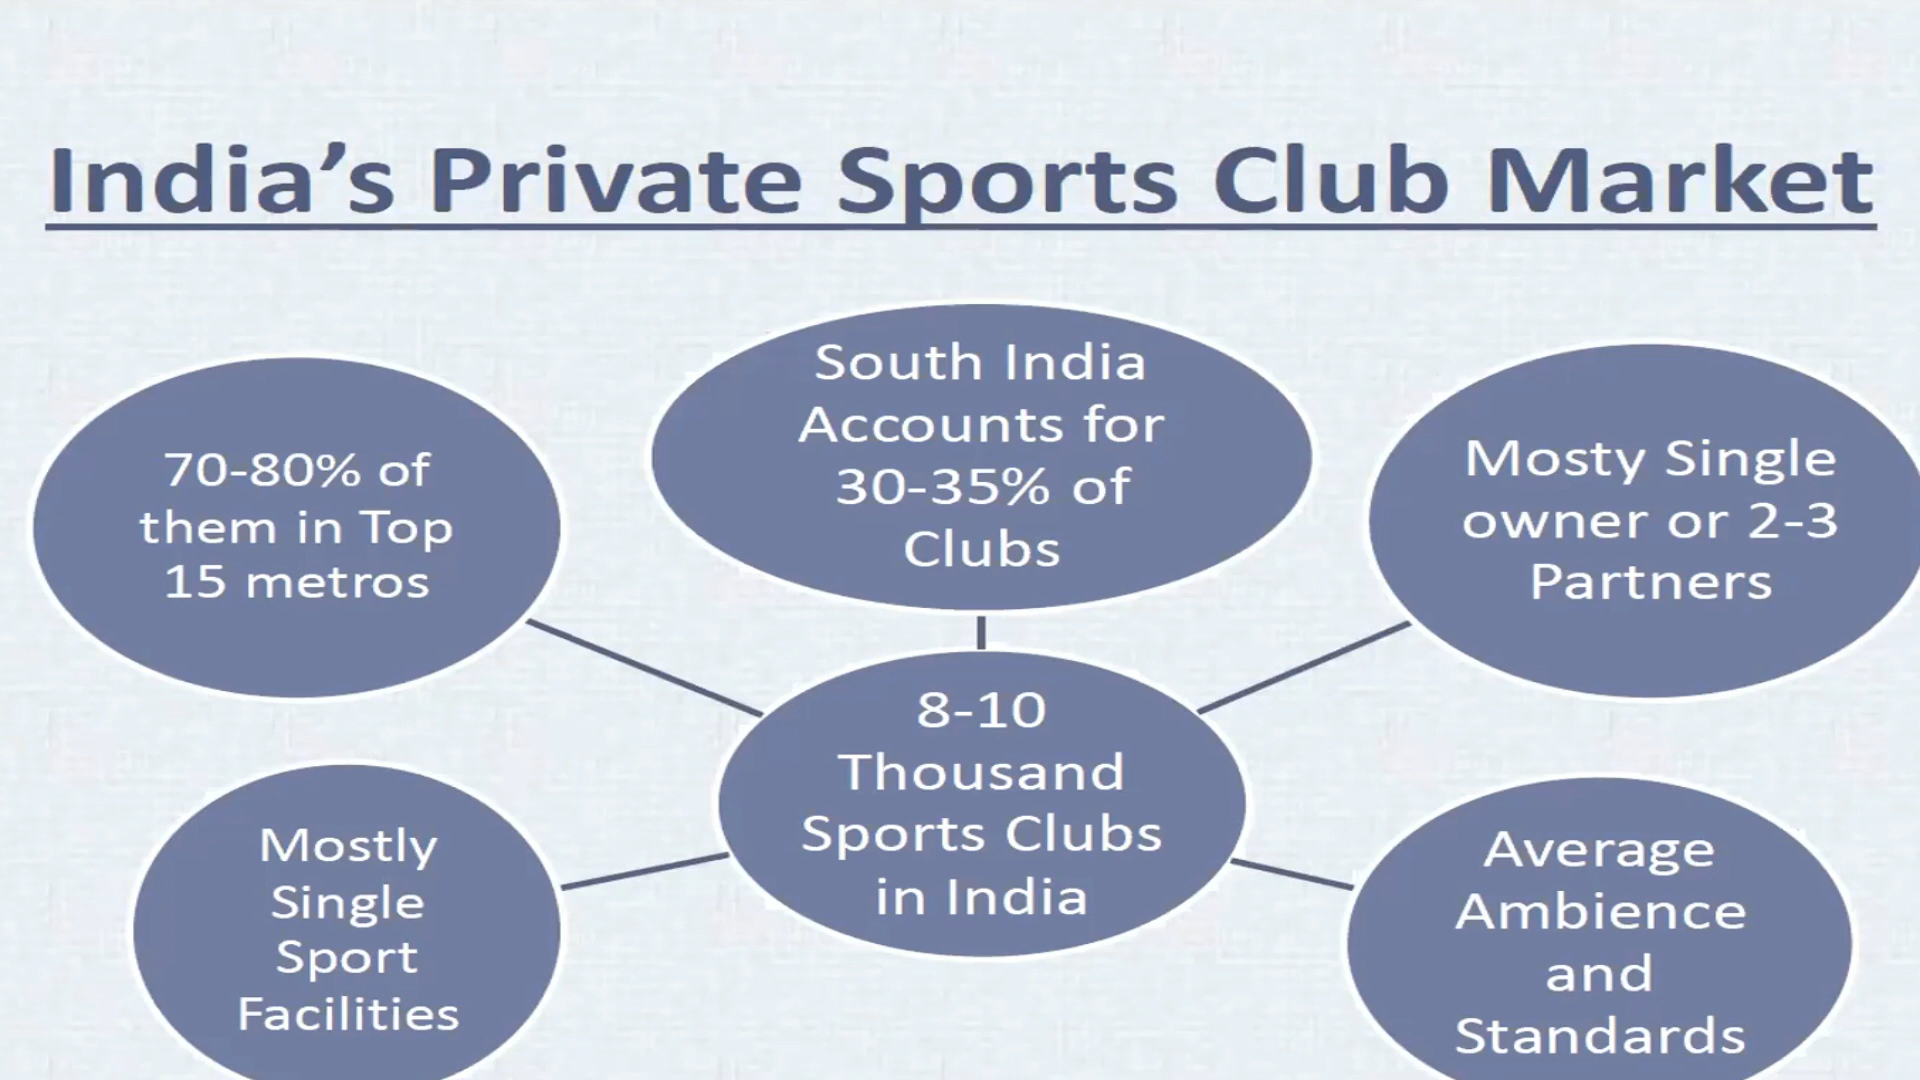 India’s Private Sports Club Market
70-80% of
them in Top
15 metros
South India
Accounts for
30-35% of
Clubs
Mosty Single
owner or 2-3
Partners
8-10
Thousand
Sports Clubs
in India
Mostly
Single
Sport
Facilities
Average
Ambience
and
Standards